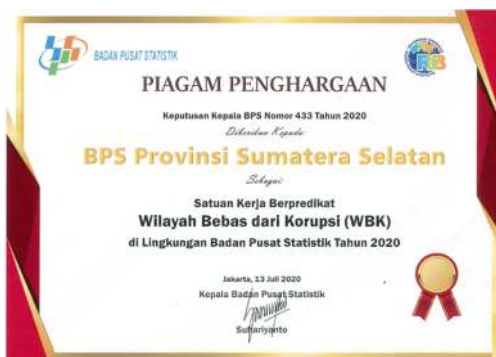 BADAN PUSAT STATISTIK
PIAGAM PENGHARGAAN
Keputusan Kepala BPS Nomor 433 Tahun 2020
Diberikan Kepada
BPS Provinsi Sumatera Selatan
Sebagai
Satuan Kerja Berpredikat
Wilayah Bebas dari Korupsi (WBK)
di Lingkungan Badan Pusat Statistik Tahun 2020
Jakarta, 13 Juli 2020
Kepala Badan Pusat Statistik
Suhariyanto